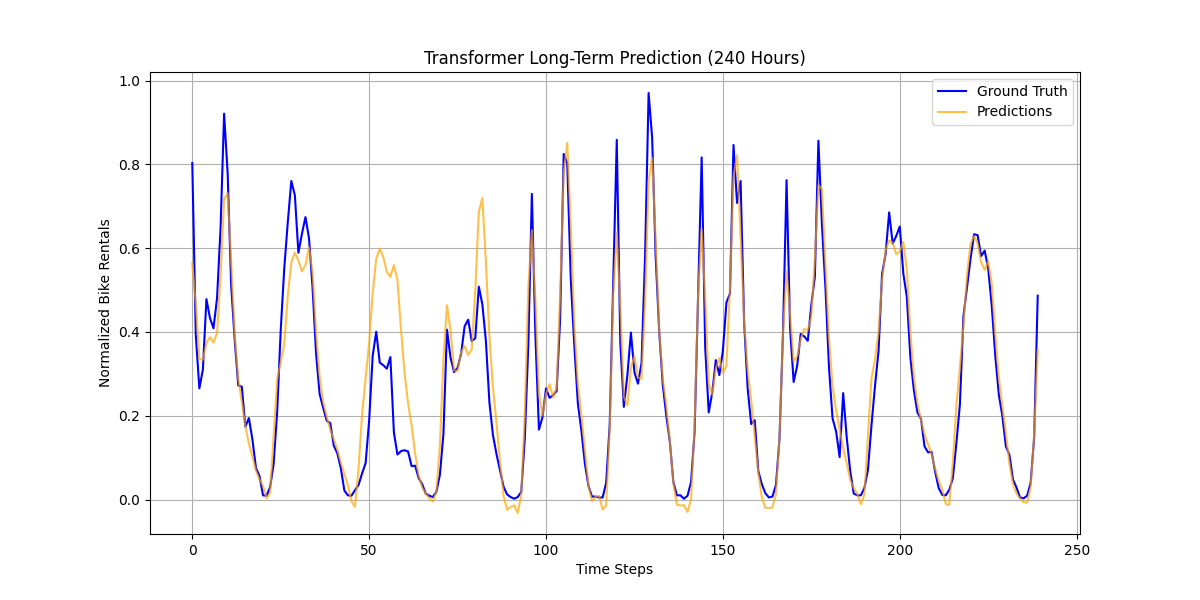 Transformer Long-Term Prediction (240 Hours)
Ground Truth
Predictions
Normalized Bike Rentals
1.0
0.8
0.6
0.4
0.2
0.0
0
50
100
150
200
250
Time Steps